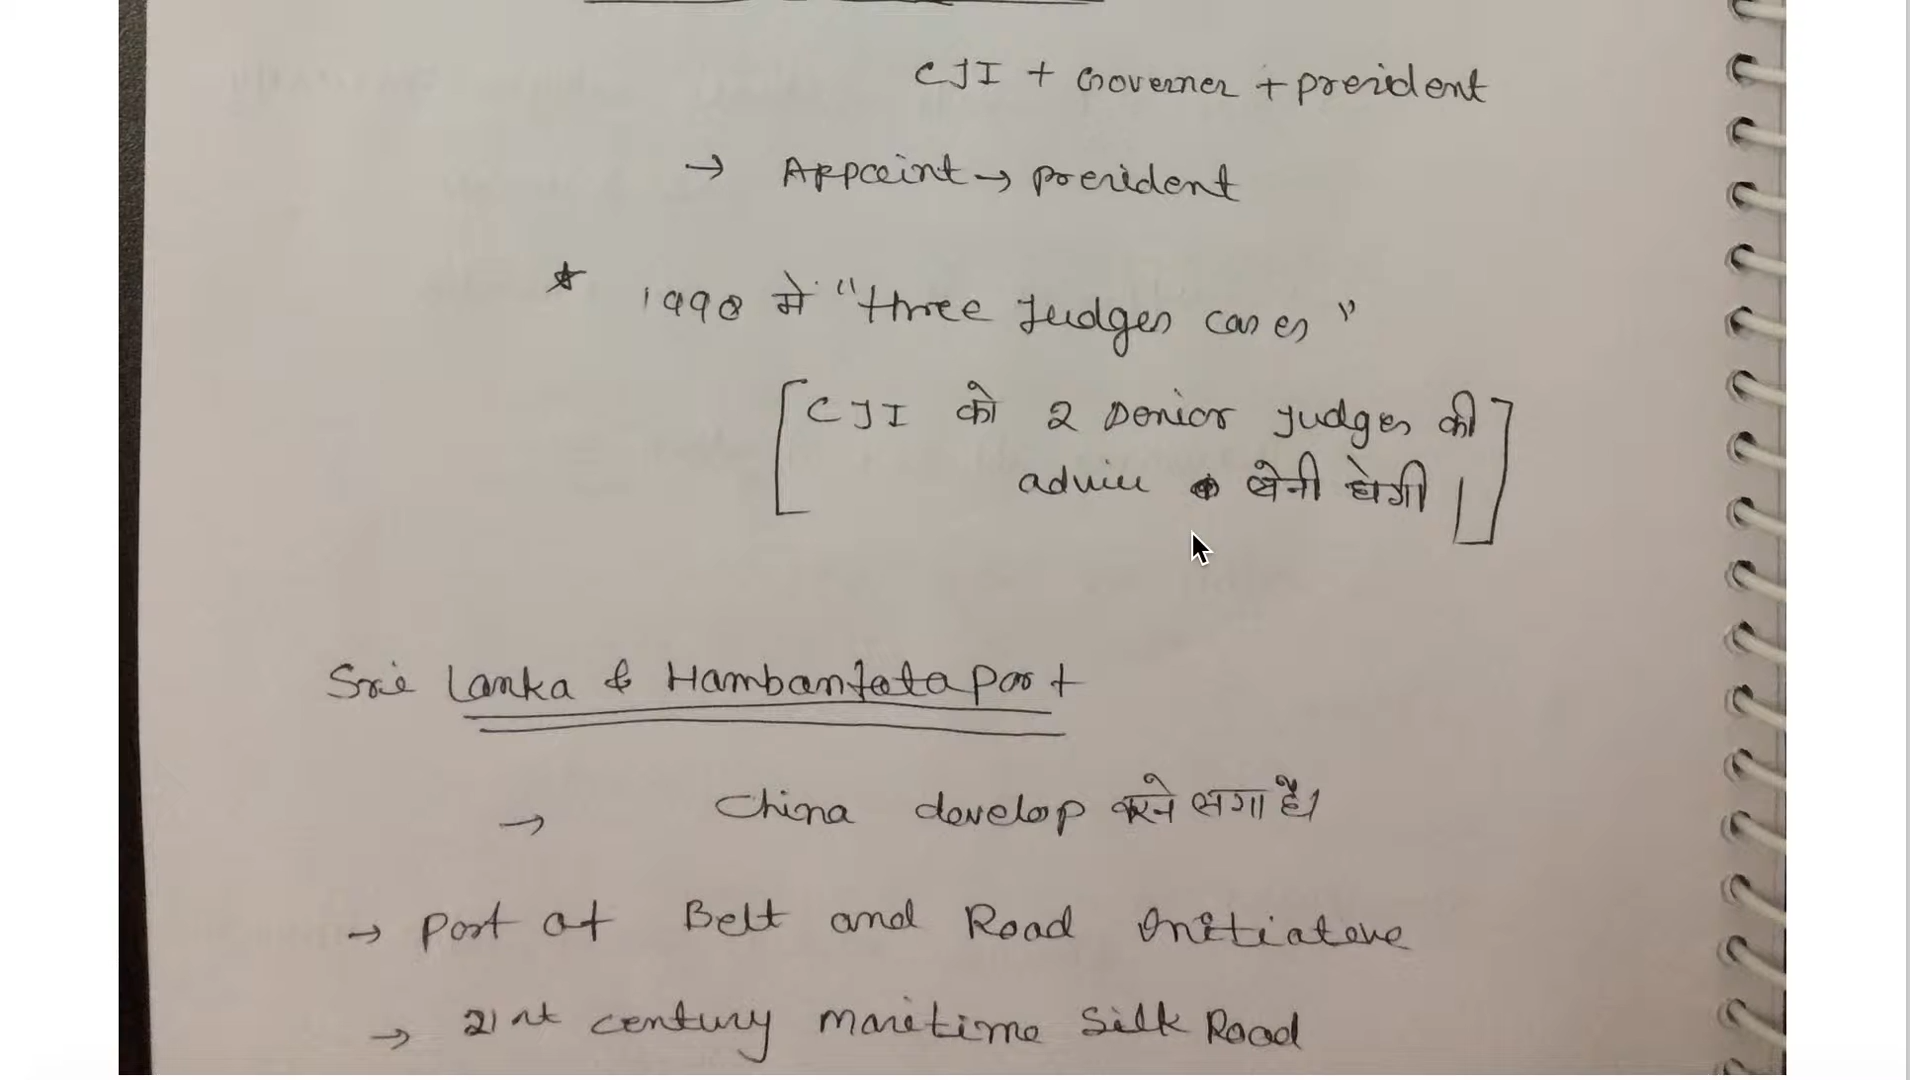 CJI + Governer + president
→ Appoint → president
★ 1998 मे "three Judges cases"
[CJI को 2 Senior Judges की
advice लेनी होगी।]
Sri Lanka & Hambantota port
→ China develop करने लगा है।
→ Part of Belt and Road Initiative
→ 21st century maritime Silk Road